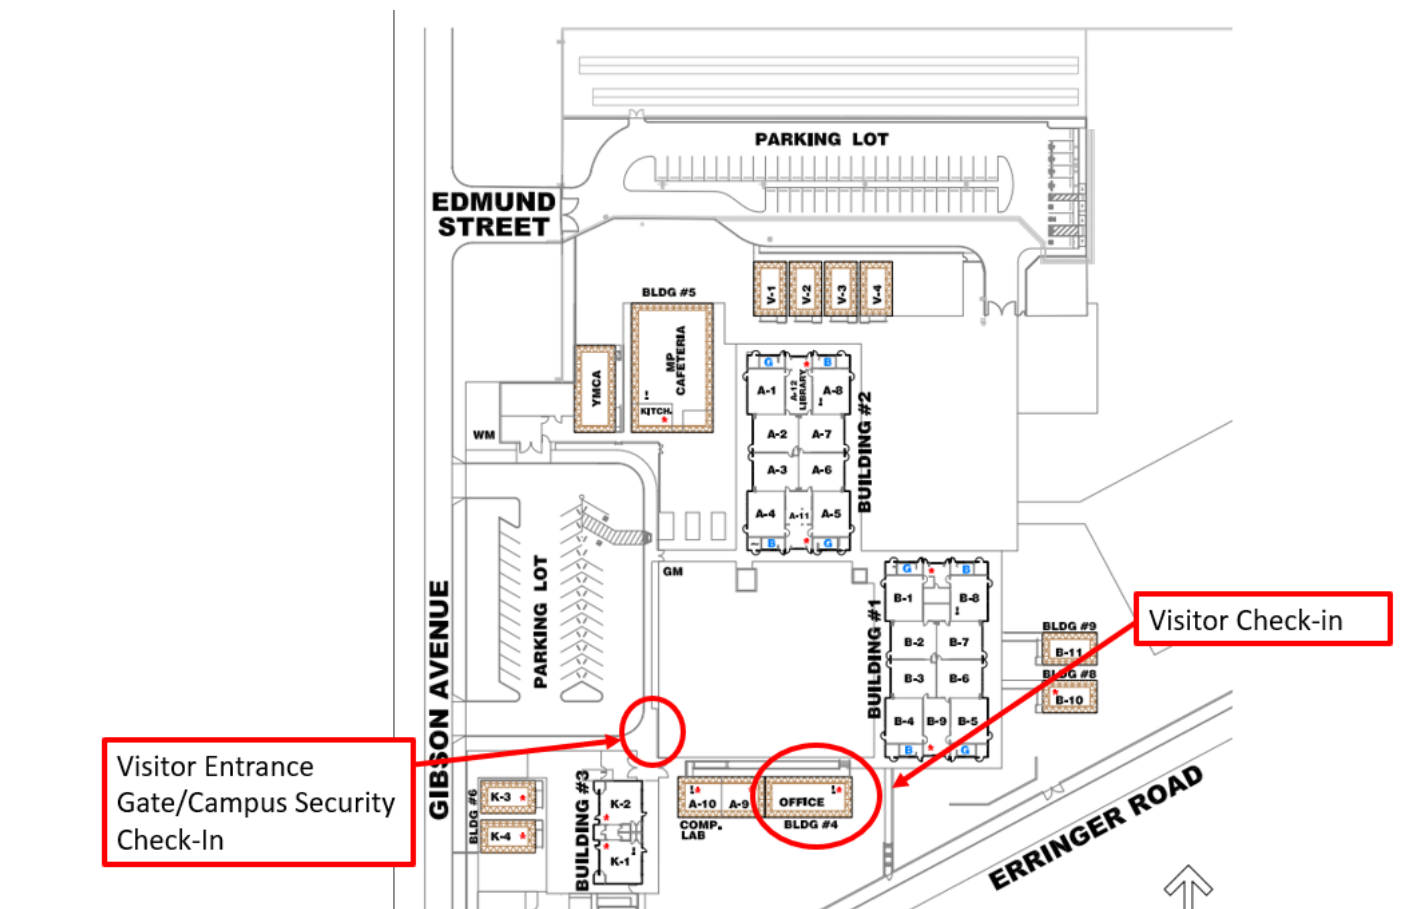 PARKING LOT
EDMUND
STREET
V-1
V-2
V-3
V-4
BLDG #5
MP
CAFETERIA
!
KITCH.
*
YMCA
WM
G
*
B
A-1
A-12
LIBRARY
A-8
!
A-2
A-7
A-3
A-6
A-4
A-11
A-5
B
*
G
BUILDING #2
PARKING LOT
GIBSON AVENUE
GM
G
*
B
B-1
B-8
!
B-2
B-7
B-3
B-6
B-4
B-9
B-5
B
*
G
BUILDING #1
BLDG #9
B-11
BLDG #8
*
B-10
Visitor Check-in
Visitor Entrance
Gate/Campus Security
Check-In
BLDG #6
K-3 *
K-4 *
BUILDING #3
K-2
*
*
K-1
!
!*
A-10
A-9
COMP.
LAB
!*
OFFICE
BLDG #4
ERRINGER ROAD